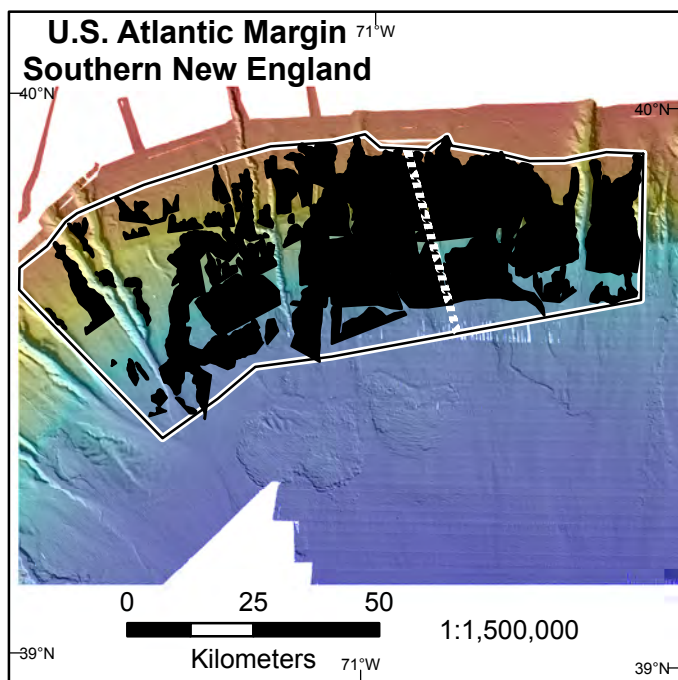 U.S. Atlantic Margin
71°W
Southern New England
40°N
40°N
0 25 50
1:1,500,000
Kilometers
39°N
71°W
39°N